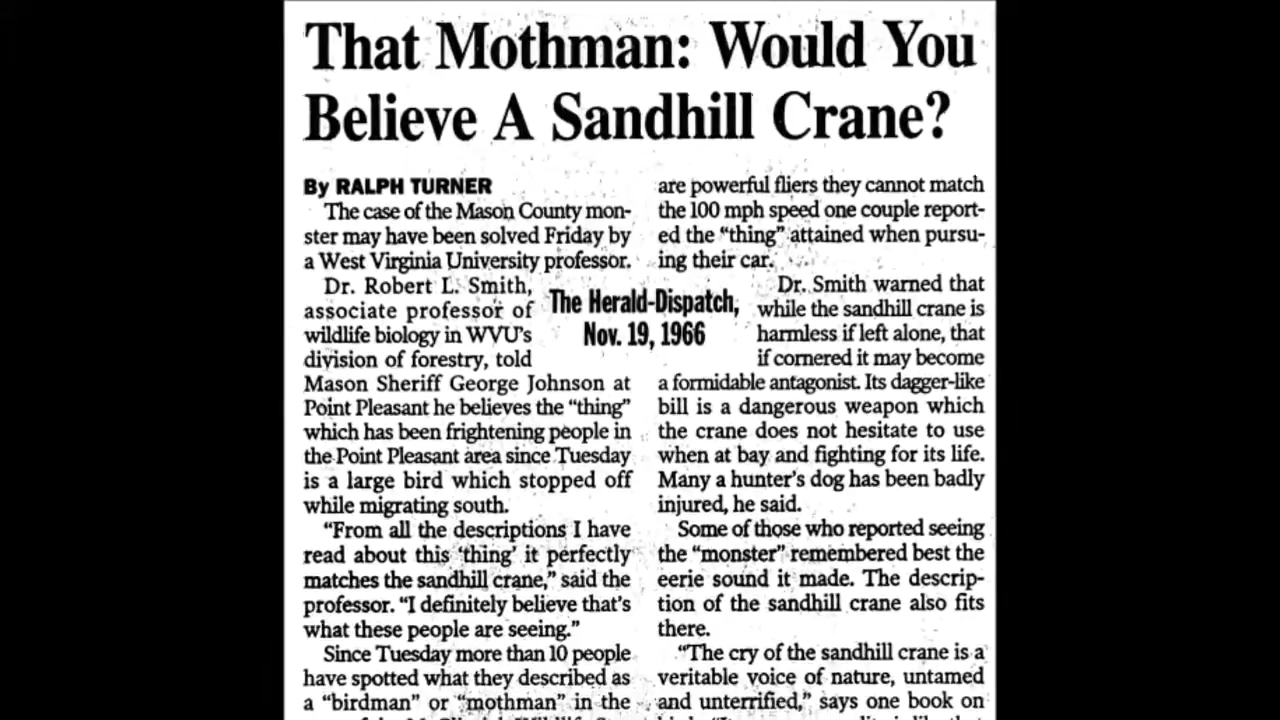 That Mothman: Would You
Believe A Sandhill Crane?
By RALPH TURNER
The case of the Mason County mon-
ster may have been solved Friday by
a West Virginia University professor.
Dr. Robert L. Smith,
associate professor of
wildlife biology in WVU's
division of forestry, told
Mason Sheriff George Johnson at
Point Pleasant he believes the “thing”
which has been frightening people in
the Point Pleasant area since Tuesday
is a large bird which stopped off
while migrating south.
“From all the descriptions I have
read about this ‘thing’ it perfectly
matches the sandhill crane,” said the
professor. “I definitely believe that's
what these people are seeing.”
Since Tuesday more than 10 people
have spotted what they described as
a “birdman” or “mothman” in the
The Herald-Dispatch,
Nov. 19, 1966
are powerful fliers they cannot match
the 100 mph speed one couple report-
ed the “thing” attained when pursu-
ing their car.
Dr. Smith warned that
while the sandhill crane is
harmless if left alone, that
if cornered it may become
a formidable antagonist. Its dagger-like
bill is a dangerous weapon which
the crane does not hesitate to use
when at bay and fighting for its life.
Many a hunter's dog has been badly
injured, he said.
Some of those who reported seeing
the “monster” remembered best the
eerie sound it made. The descrip-
tion of the sandhill crane also fits
there.
“The cry of the sandhill crane is a
veritable voice of nature, untamed
and unterrified,” says one book on